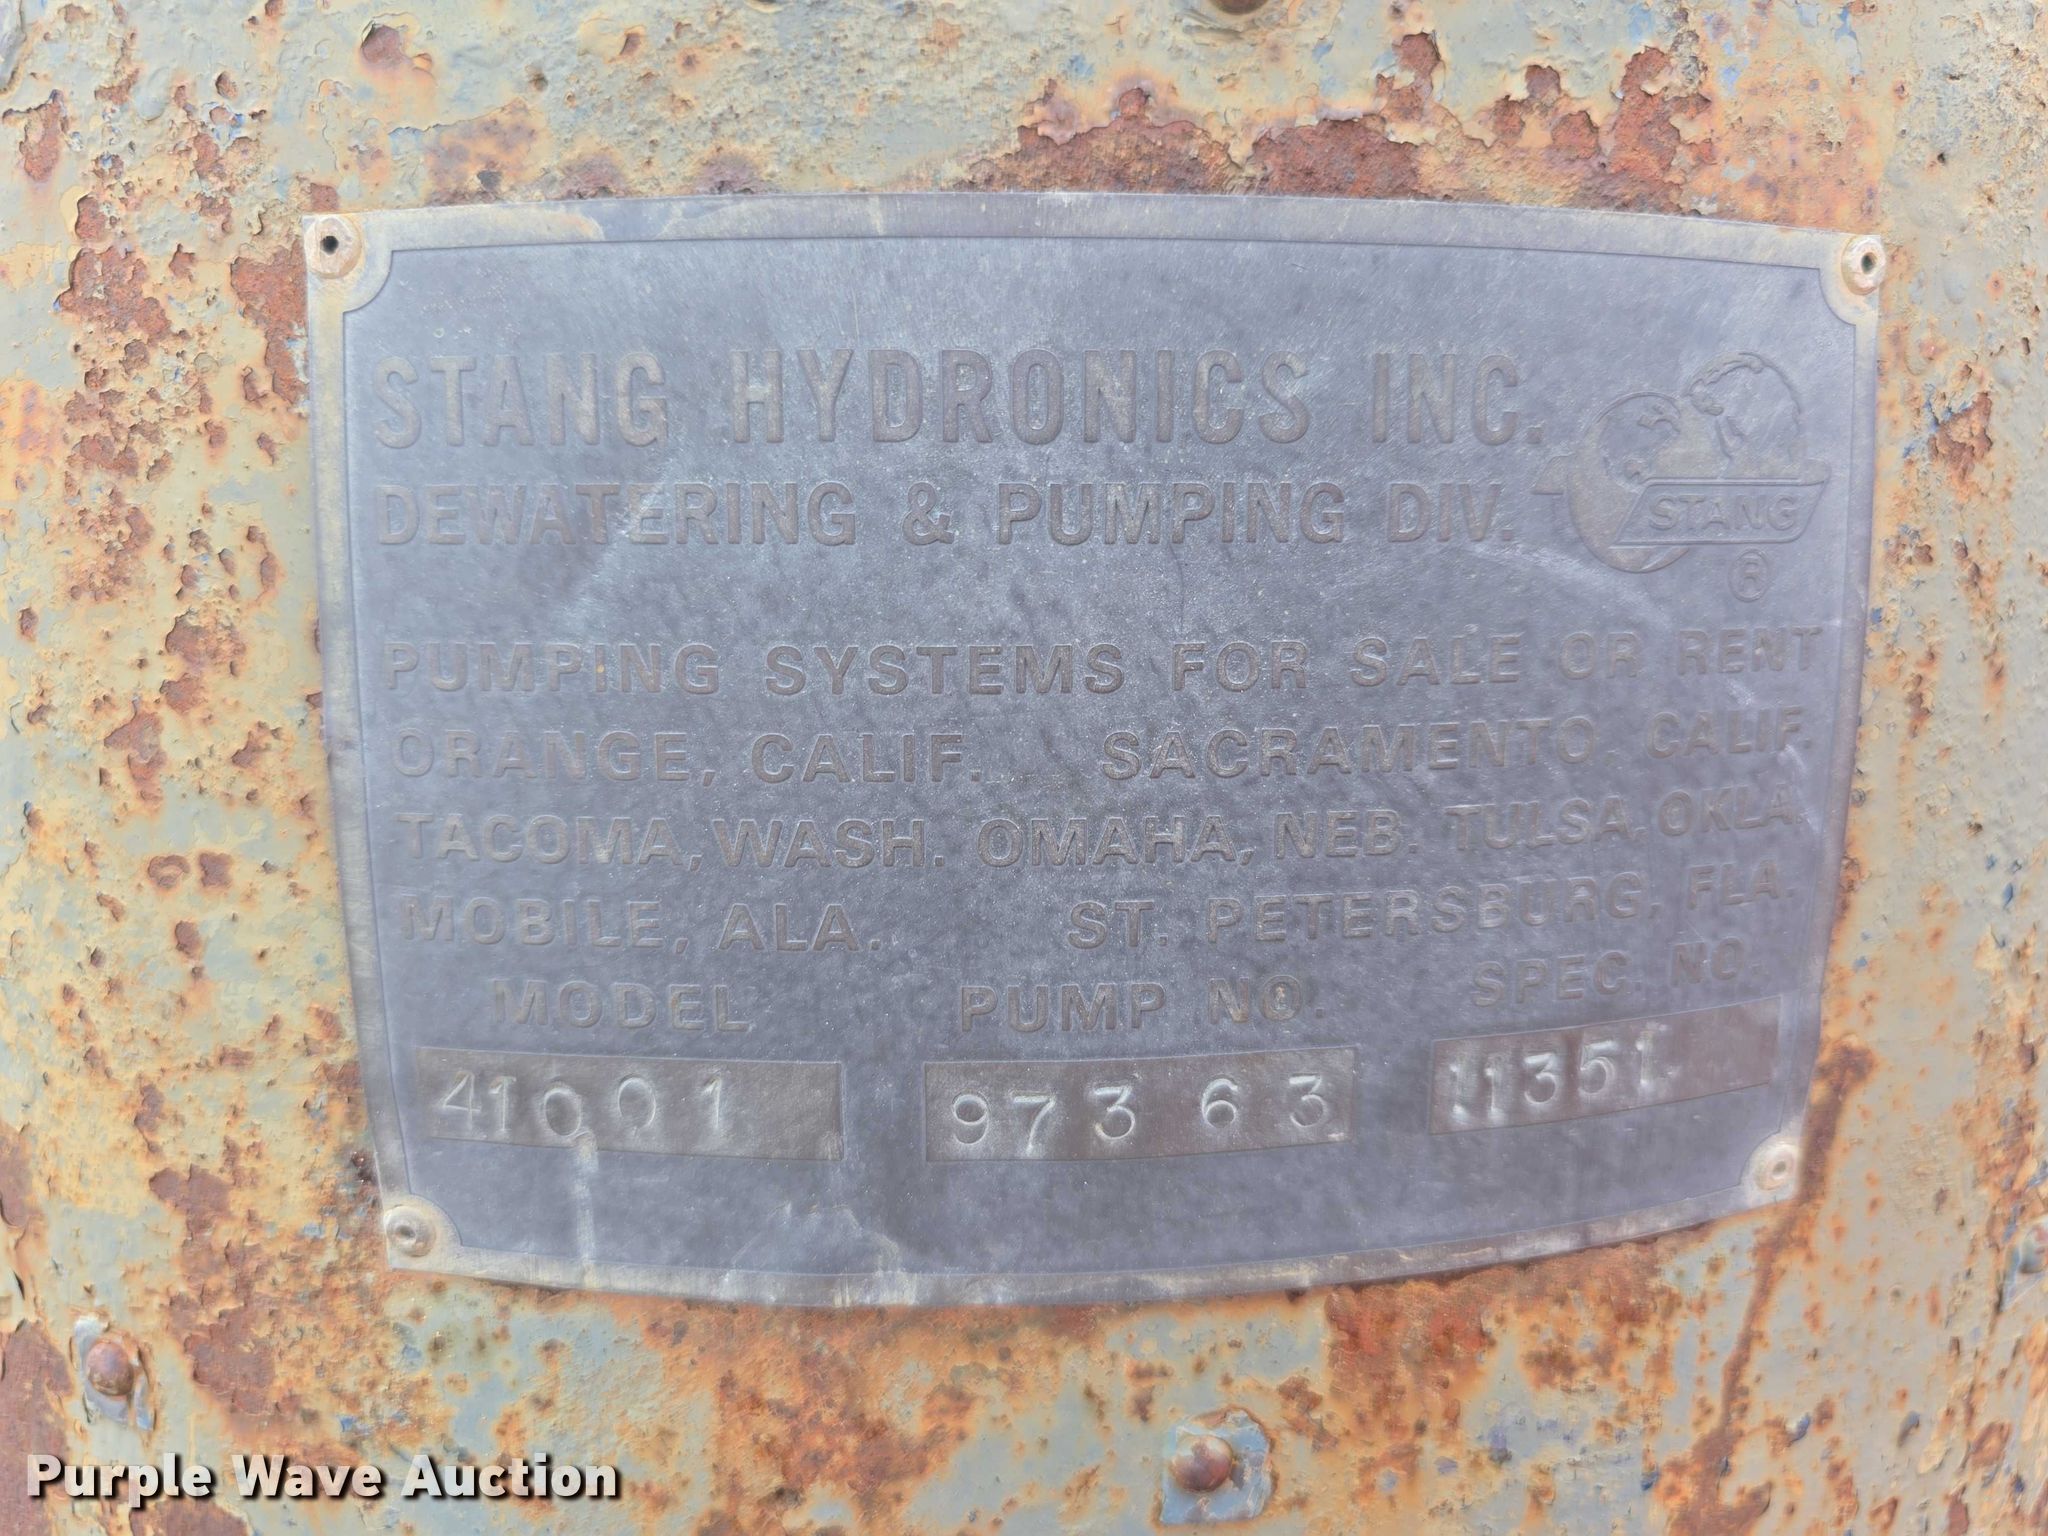 STANG HYDRONICS INC.
DEWATERING & PUMPING DIV.
STANG
®
PUMPING SYSTEMS FOR SALE OR RENT
ORANGE, CALIF. SACRAMENTO, CALIF.
TACOMA, WASH. OMAHA, NEB. TULSA, OKLA.
MOBILE, ALA. ST. PETERSBURG, FLA.
MODEL PUMP NO. SPEC. NO.
41001 97363 11351
Purple Wave Auction